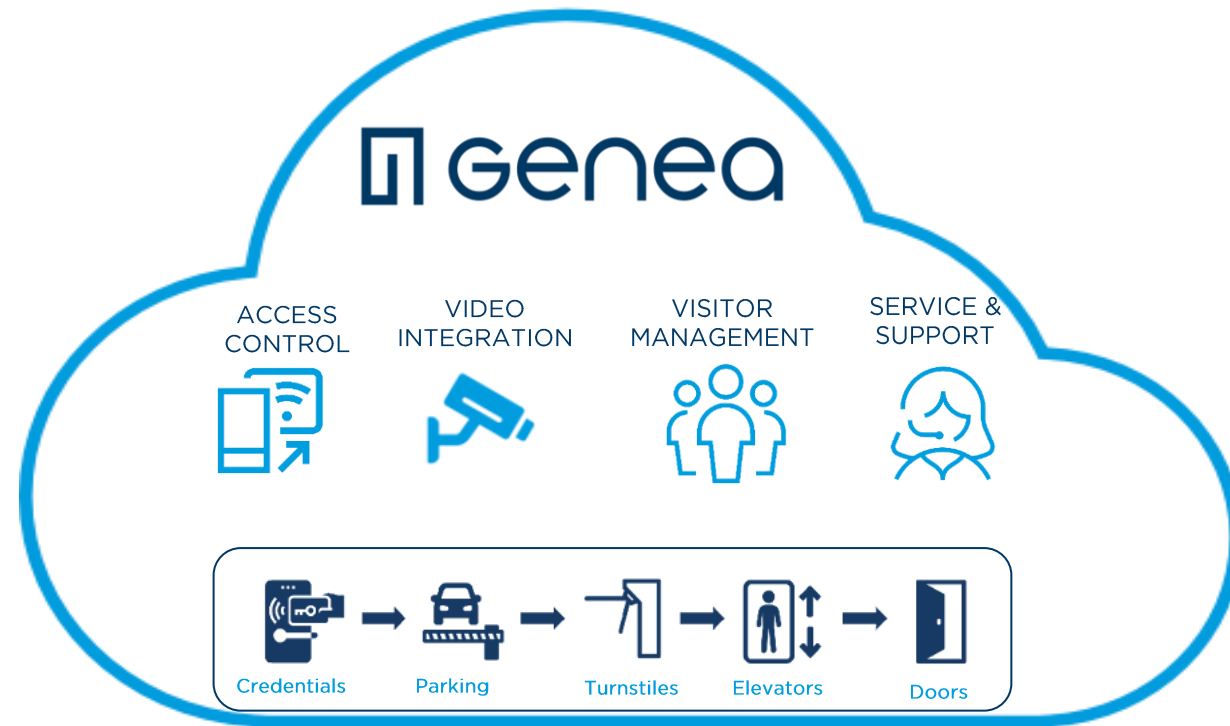 Genea
ACCESS
CONTROL
VIDEO
INTEGRATION
VISITOR
MANAGEMENT
SERVICE &
SUPPORT
Credentials
Parking
Turnstiles
Elevators
Doors